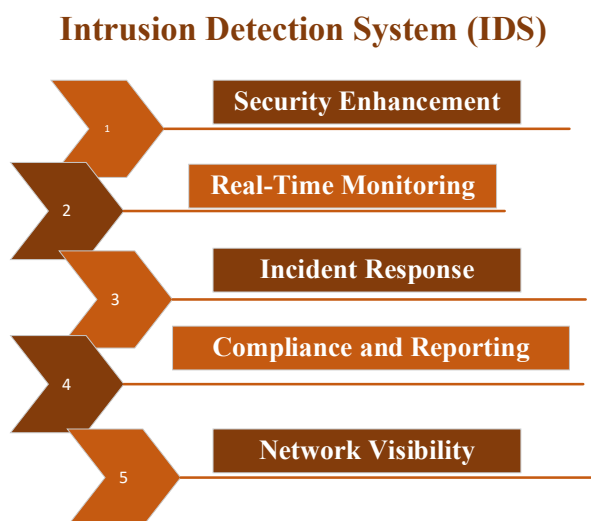 Intrusion Detection System (IDS)
1
Security Enhancement
2
Real-Time Monitoring
3
Incident Response
4
Compliance and Reporting
5
Network Visibility